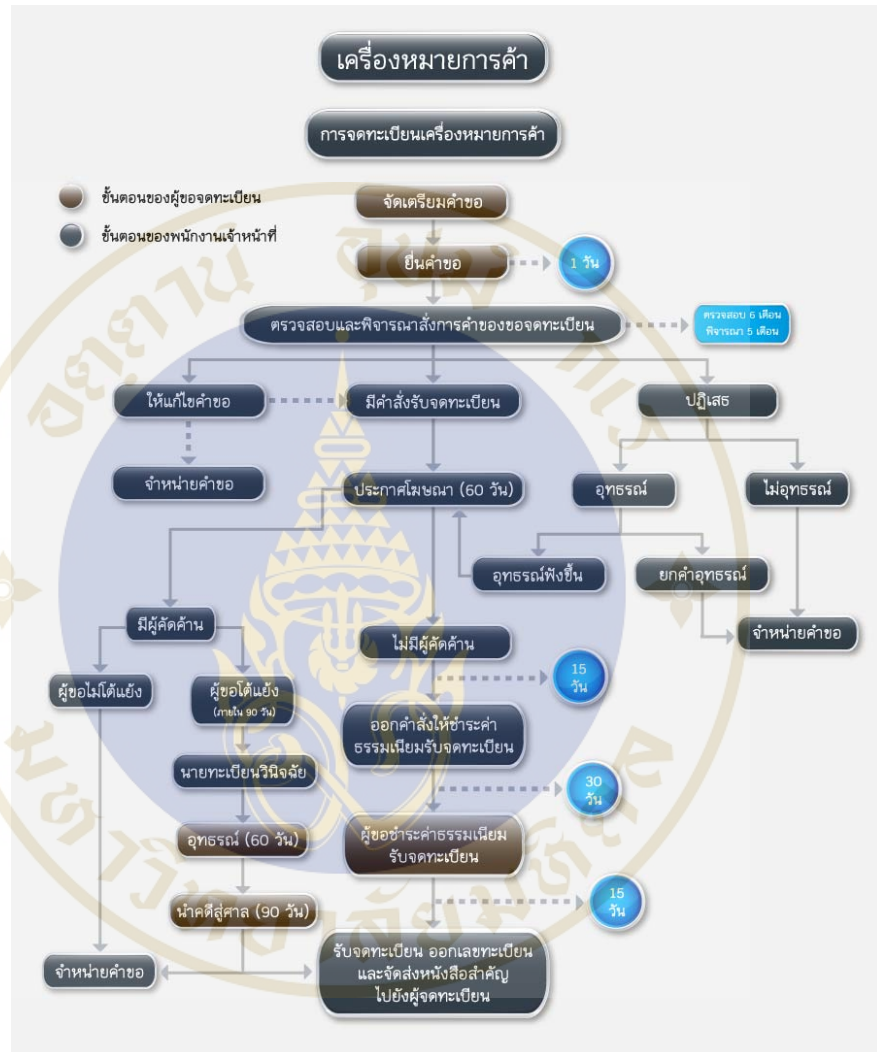 เครื่องหมายการค้า
การจดทะเบียนเครื่องหมายการค้า
ขั้นตอนของผู้ขอจดทะเบียน
ขั้นตอนของพนักงานเจ้าหน้าที่
จัดเตรียมคำขอ
ยื่นคำขอ
1 วัน
ตรวจสอบและพิจารณาสั่งการคำของขอจดทะเบียน
ตรวจสอบ 6 เดือน
พิจารณา 5 เดือน
ให้แก้ไขคำขอ
มีคำสั่งรับจดทะเบียน
ปฏิเสธ
จำหน่ายคำขอ
ประกาศโฆษณา (60 วัน)
อุทธรณ์
ไม่อุทธรณ์
อุทธรณ์ฟังขึ้น
ยกคำอุทธรณ์
มีผู้คัดค้าน
ไม่มีผู้คัดค้าน
จำหน่ายคำขอ
15
วัน
ผู้ขอไม่โต้แย้ง
ผู้ขอโต้แย้ง
(ภายใน 90 วัน)
ออกคำสั่งให้ชำระค่า
ธรรมเนียมรับจดทะเบียน
นายทะเบียนวินิจฉัย
30
วัน
อุทธรณ์ (60 วัน)
ผู้ขอชำระค่าธรรมเนียม
รับจดทะเบียน
15
วัน
นำคดีสู่ศาล (90 วัน)
จำหน่ายคำขอ
รับจดทะเบียน ออกเลขทะเบียน
และจัดส่งหนังสือสำคัญ
ไปยังผู้จดทะเบียน
มหาวิทยาลัยมหิดล